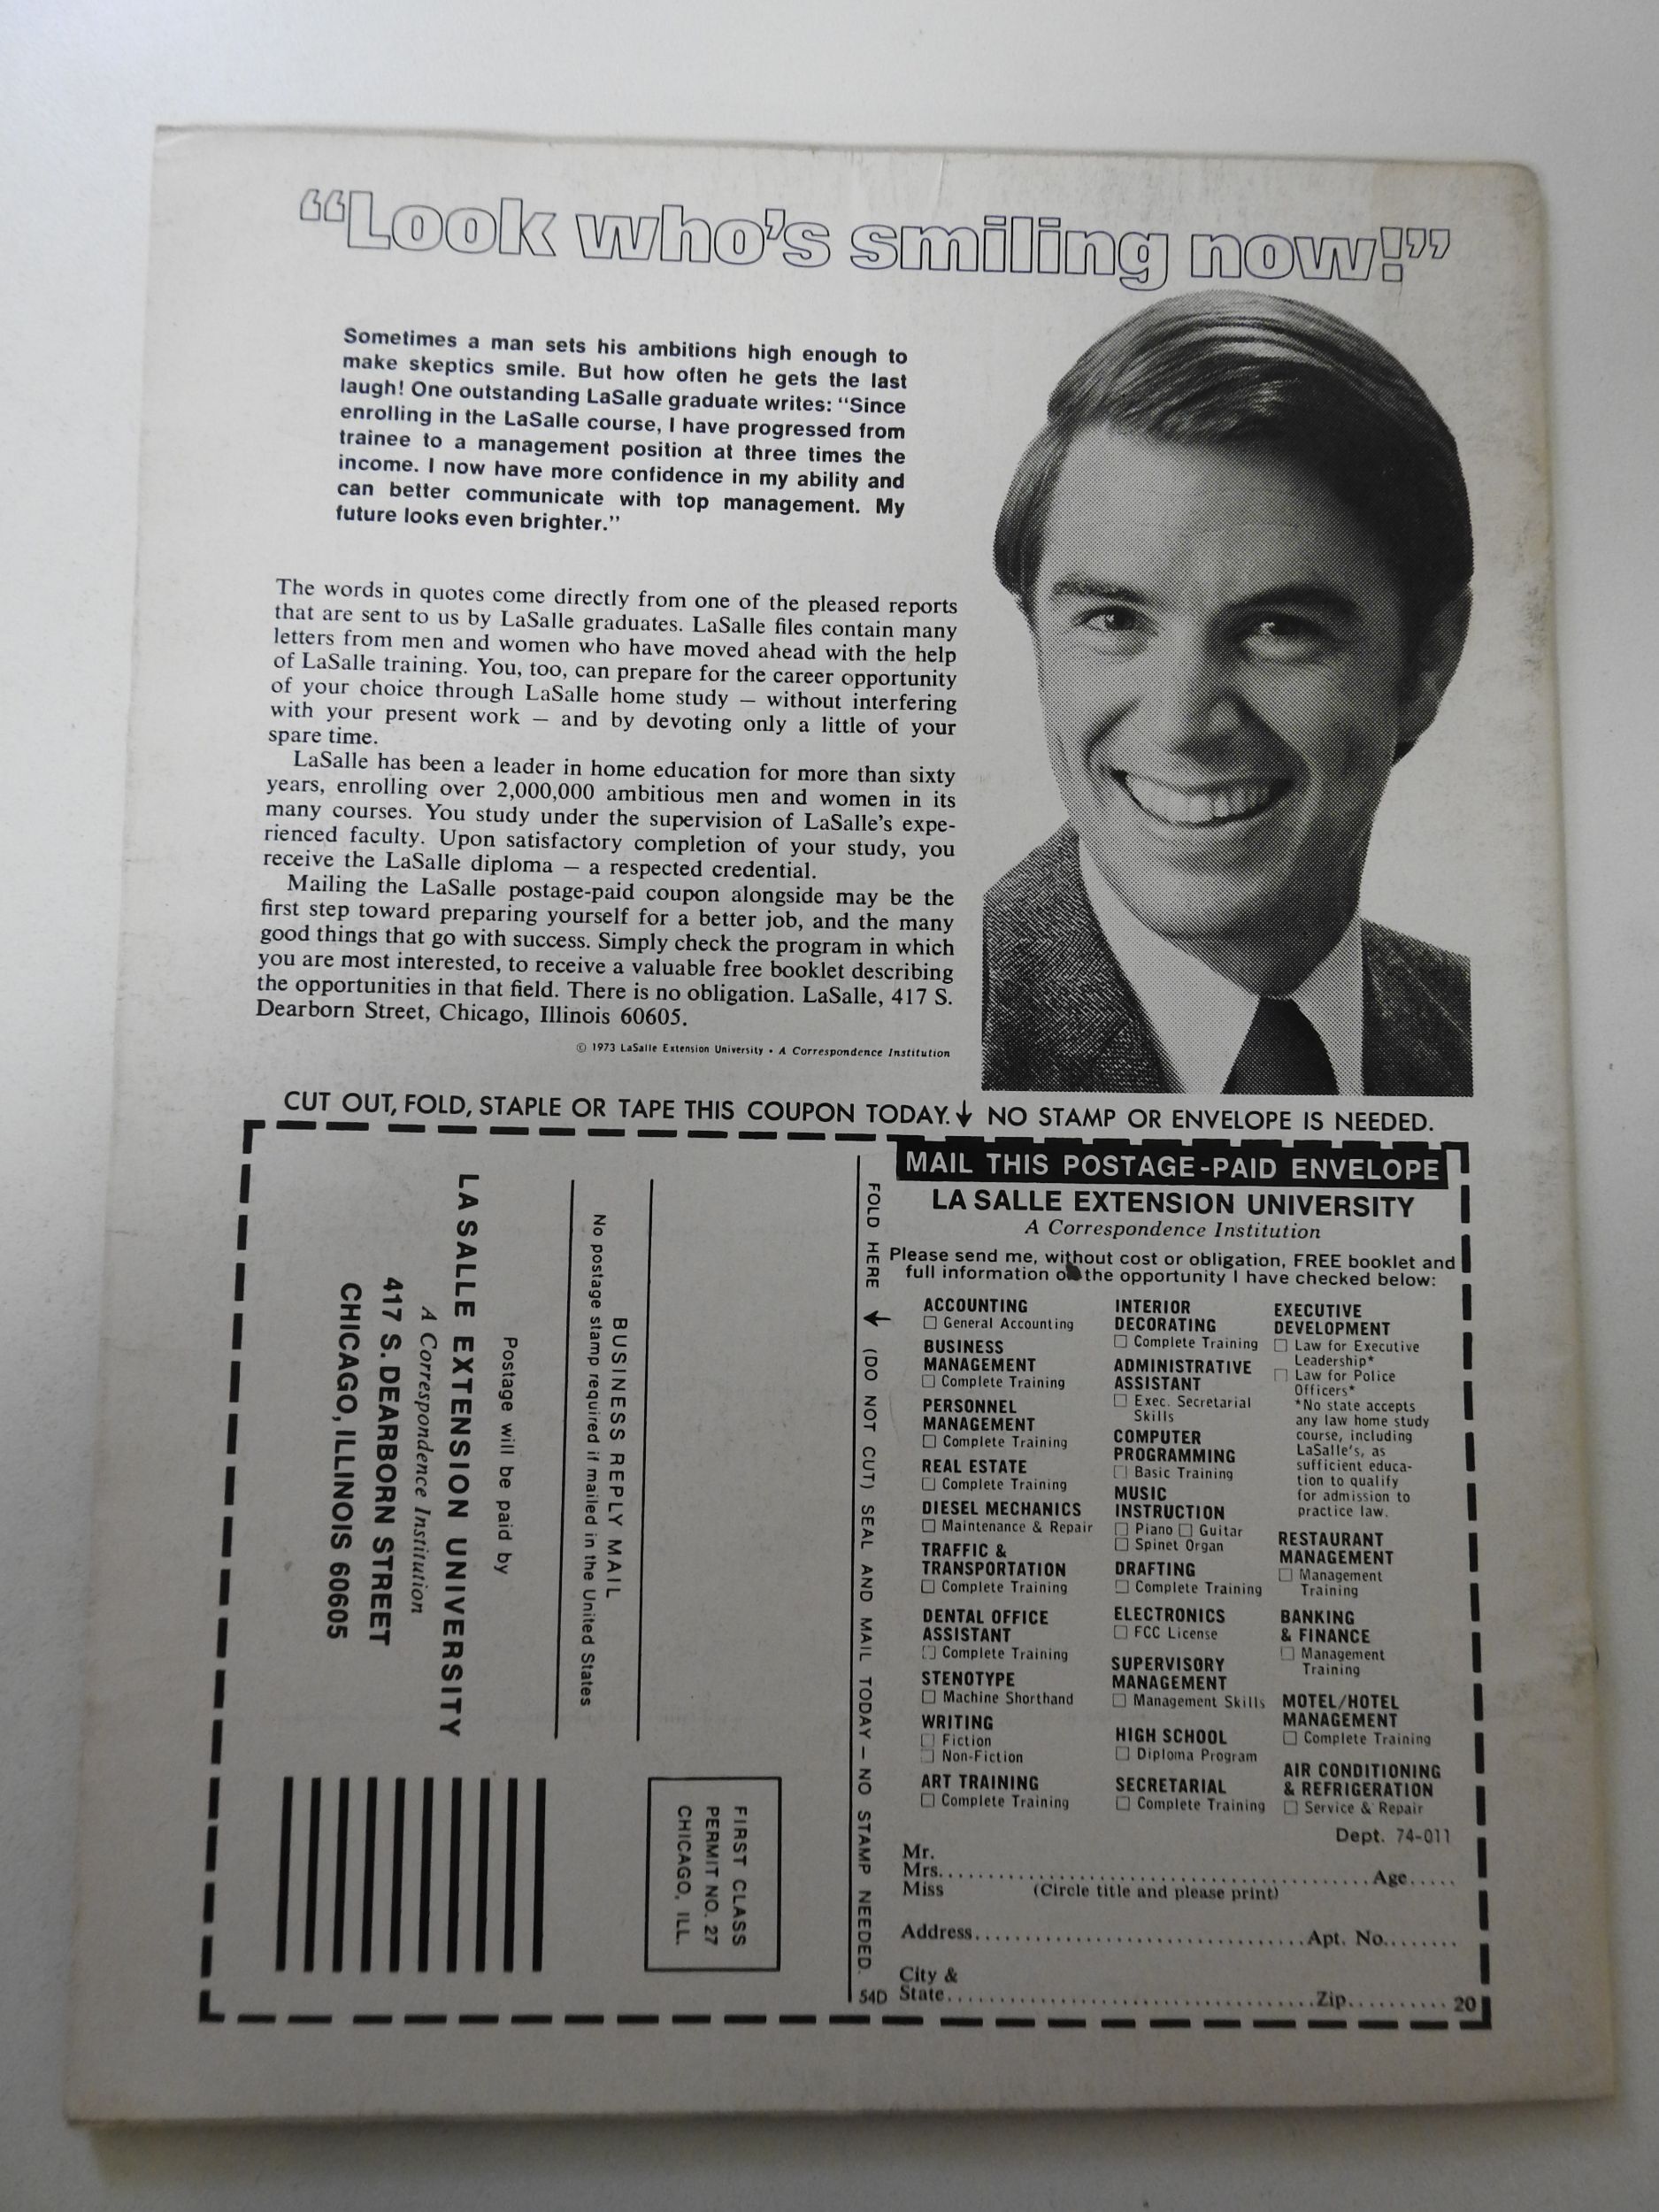 “Look who’s smiling now!”
Sometimes a man sets his ambitions high enough to
make skeptics smile. But how often he gets the last
laugh! One outstanding LaSalle graduate writes: “Since
enrolling in the LaSalle course, I have progressed from
trainee to a management position at three times the
income. I now have more confidence in my ability and
can better communicate with top management. My
future looks even brighter.”
The words in quotes come directly from one of the pleased reports
that are sent to us by LaSalle graduates. LaSalle files contain many
letters from men and women who have moved ahead with the help
of LaSalle training. You, too, can prepare for the career opportunity
of your choice through LaSalle home study — without interfering
with your present work — and by devoting only a little of your
spare time.
LaSalle has been a leader in home education for more than sixty
years, enrolling over 2,000,000 ambitious men and women in its
many courses. You study under the supervision of LaSalle’s expe-
rienced faculty. Upon satisfactory completion of your study, you
receive the LaSalle diploma — a respected credential.
Mailing the LaSalle postage-paid coupon alongside may be the
first step toward preparing yourself for a better job, and the many
good things that go with success. Simply check the program in which
you are most interested, to receive a valuable free booklet describing
the opportunities in that field. There is no obligation. LaSalle, 417 S.
Dearborn Street, Chicago, Illinois 60605.
© 1973 LaSalle Extension University • A Correspondence Institution
CUT OUT, FOLD, STAPLE OR TAPE THIS COUPON TODAY.↓ NO STAMP OR ENVELOPE IS NEEDED.
FIRST CLASS
PERMIT NO. 27
CHICAGO, ILL.
BUSINESS REPLY MAIL
No postage stamp required if mailed in the United States
Postage will be paid by
LA SALLE EXTENSION UNIVERSITY
A Correspondence Institution
417 S. DEARBORN STREET
CHICAGO, ILLINOIS 60605
FOLD HERE ↓ (DO NOT CUT) SEAL AND MAIL TODAY — NO STAMP NEEDED.
54D
MAIL THIS POSTAGE-PAID ENVELOPE
LA SALLE EXTENSION UNIVERSITY
A Correspondence Institution
Please send me, without cost or obligation, FREE booklet and
full information on the opportunity I have checked below:
ACCOUNTING
☐ General Accounting
BUSINESS
MANAGEMENT
☐ Complete Training
PERSONNEL
MANAGEMENT
☐ Complete Training
REAL ESTATE
☐ Complete Training
DIESEL MECHANICS
☐ Maintenance & Repair
TRAFFIC &
TRANSPORTATION
☐ Complete Training
DENTAL OFFICE
ASSISTANT
☐ Complete Training
STENOTYPE
☐ Machine Shorthand
WRITING
☐ Fiction
☐ Non-Fiction
ART TRAINING
☐ Complete Training
INTERIOR
DECORATING
☐ Complete Training
ADMINISTRATIVE
ASSISTANT
☐ Exec. Secretarial
Skills
COMPUTER
PROGRAMMING
☐ Basic Training
MUSIC
INSTRUCTION
☐ Piano ☐ Guitar
☐ Spinet Organ
DRAFTING
☐ Complete Training
ELECTRONICS
☐ FCC License
SUPERVISORY
MANAGEMENT
☐ Management Skills
HIGH SCHOOL
☐ Diploma Program
SECRETARIAL
☐ Complete Training
EXECUTIVE
DEVELOPMENT
☐ Law for Executive
Leadership*
☐ Law for Police
Officers*
*No state accepts
any law home study
course, including
LaSalle’s, as
sufficient educa-
tion to qualify
for admission to
practice law.
RESTAURANT
MANAGEMENT
☐ Management
Training
BANKING
& FINANCE
☐ Management
Training
MOTEL/HOTEL
MANAGEMENT
☐ Complete Training
AIR CONDITIONING
& REFRIGERATION
☐ Service & Repair
Dept. 74-011
Mr.
Mrs. ........................................ Age.....
Miss (Circle title and please print)
Address................................ Apt. No........
City &
State.................................... Zip.......... 20